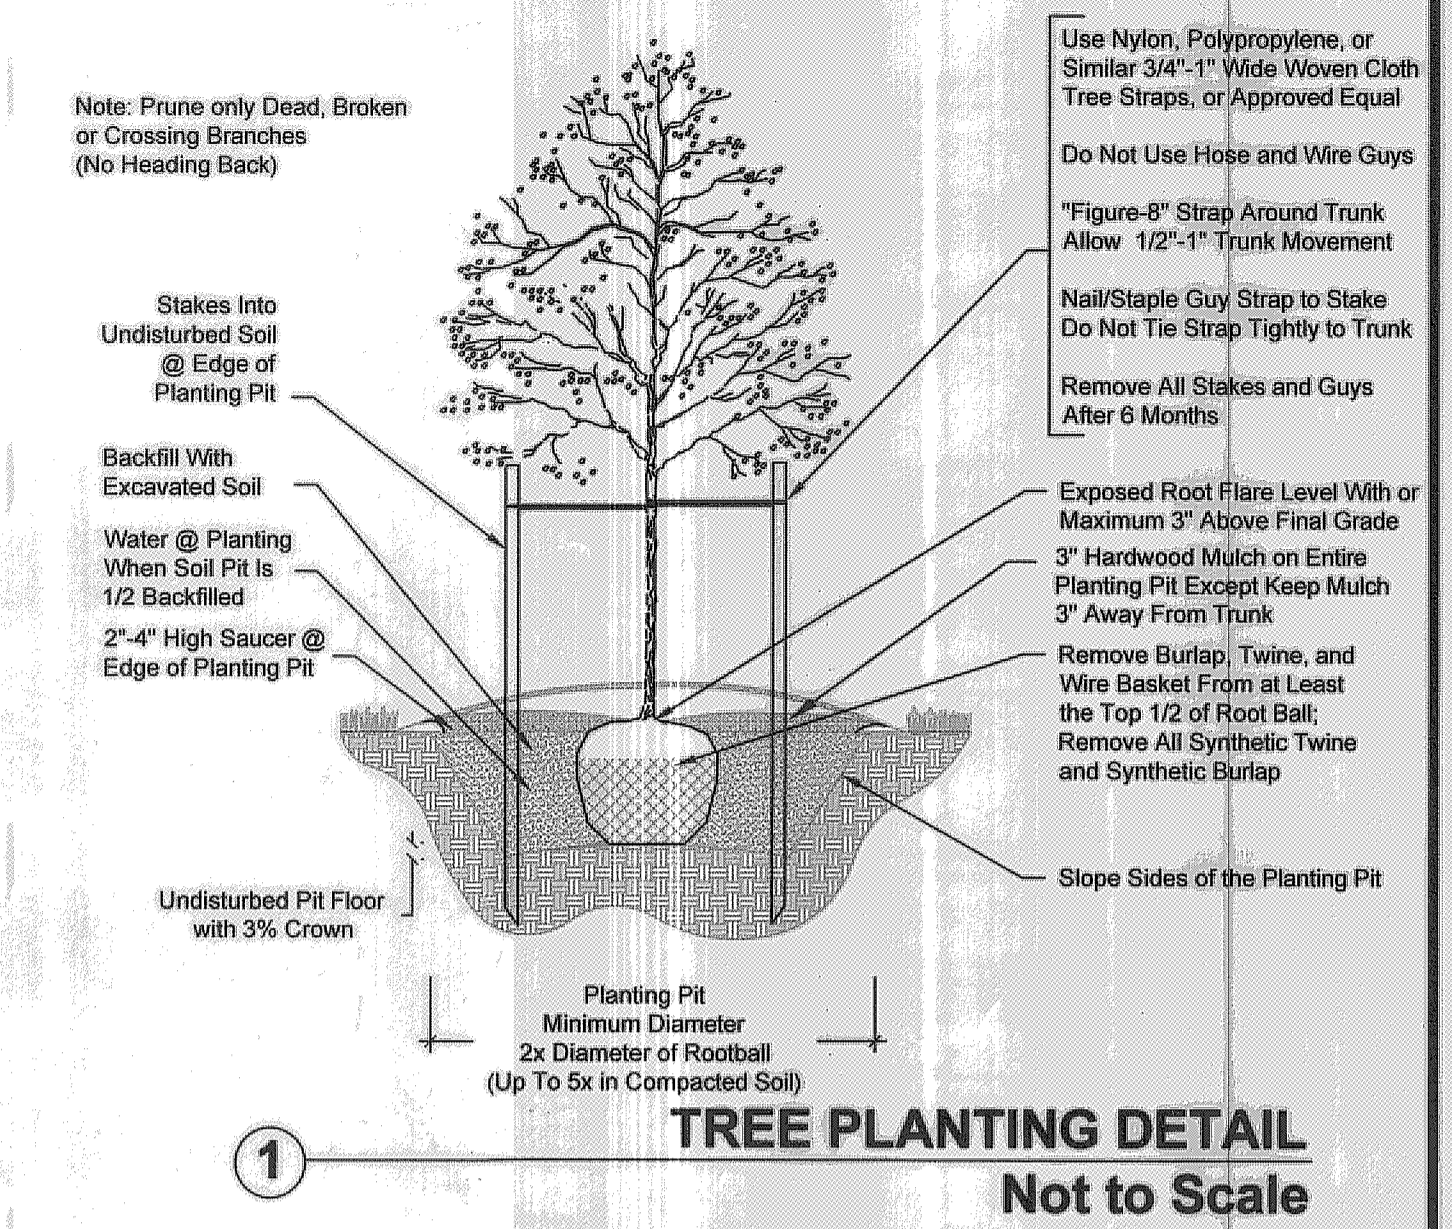 Note: Prune only Dead, Broken
or Crossing Branches
(No Heading Back)
Stakes Into
Undisturbed Soil
@ Edge of
Planting Pit
Backfill With
Excavated Soil
Water @ Planting
When Soil Pit Is
1/2 Backfilled
2"-4" High Saucer @
Edge of Planting Pit
Undisturbed Pit Floor
with 3% Crown
Use Nylon, Polypropylene, or
Similar 3/4"-1" Wide Woven Cloth
Tree Straps, or Approved Equal
Do Not Use Hose and Wire Guys
"Figure-8" Strap Around Trunk
Allow 1/2"-1" Trunk Movement
Nail/Staple Guy Strap to Stake
Do Not Tie Strap Tightly to Trunk
Remove All Stakes and Guys
After 6 Months
Exposed Root Flare Level With or
Maximum 3" Above Final Grade
3" Hardwood Mulch on Entire
Planting Pit Except Keep Mulch
3" Away From Trunk
Remove Burlap, Twine, and
Wire Basket From at Least
the Top 1/2 of Root Ball;
Remove All Synthetic Twine
and Synthetic Burlap
Slope Sides of the Planting Pit
Planting Pit
Minimum Diameter
2x Diameter of Rootball
(Up To 5x in Compacted Soil)
1
TREE PLANTING DETAIL
Not to Scale